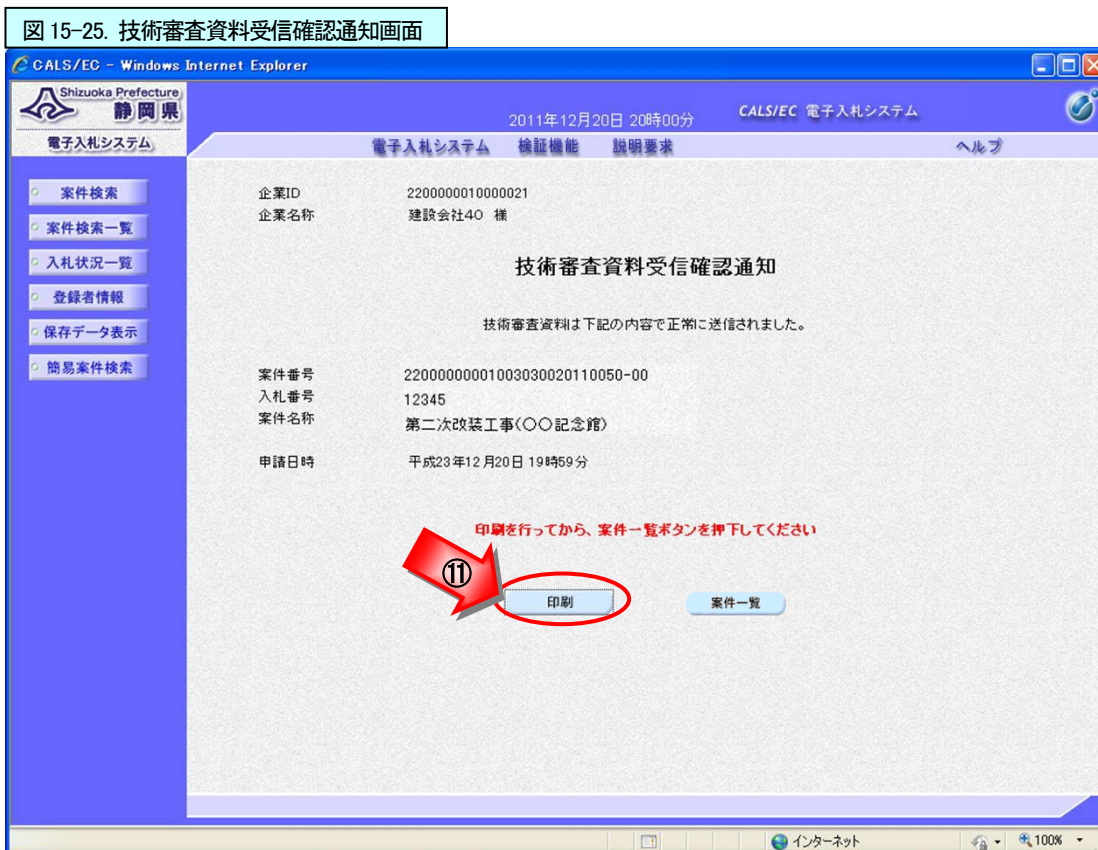 図 15-25. 技術審査資料受信確認通知画面
CALS/EC - Windows Internet Explorer
Shizuoka Prefecture
静岡県
2011年12月20日 20時00分
CALS/EC 電子入札システム
電子入札システム
電子入札システム 検証機能 説明要求 ヘルプ
案件検索
案件検索一覧
入札状況一覧
登録者情報
保存データ表示
簡易案件検索
企業ID 2200000010000021
企業名称 建設会社40 様
技術審査資料受信確認通知
技術審査資料は下記の内容で正常に送信されました。
案件番号 2200000000100303002011​0050-00
入札番号 12345
案件名称 第二次改装工事(〇〇記念館)
申請日時 平成23年12月20日 19時59分
印刷を行ってから、案件一覧ボタンを押下してください
⑪
印刷 案件一覧
インターネット 100%